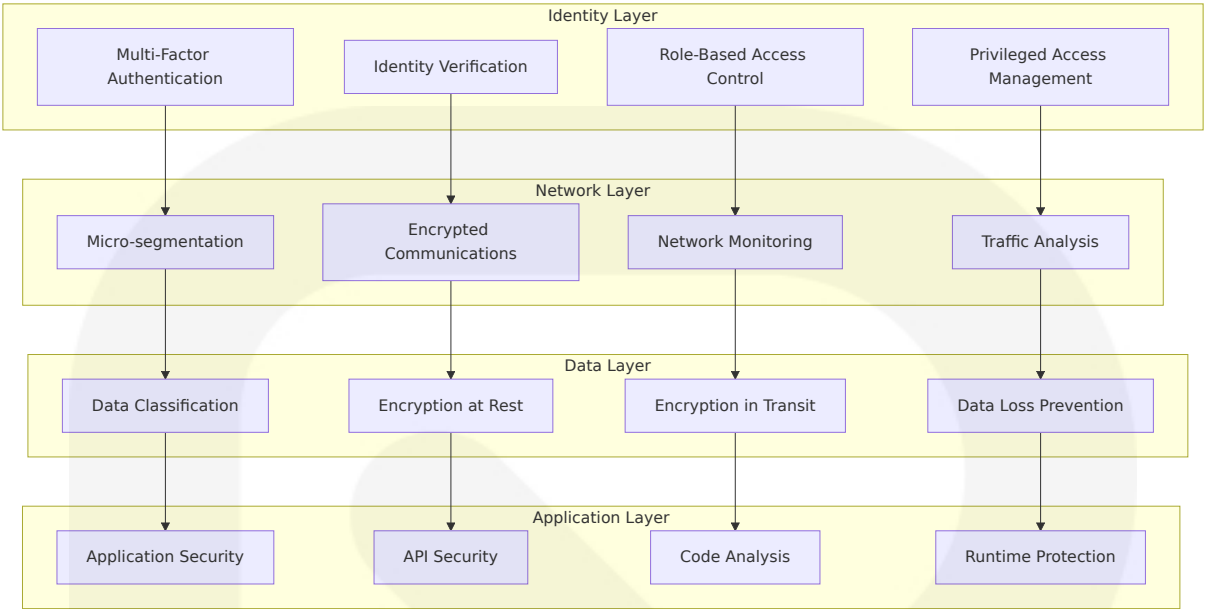 Identity Layer
Multi-Factor
Authentication
Identity Verification
Role-Based Access
Control
Privileged Access
Management
Network Layer
Micro-segmentation
Encrypted
Communications
Network Monitoring
Traffic Analysis
Data Layer
Data Classification
Encryption at Rest
Encryption in Transit
Data Loss Prevention
Application Layer
Application Security
API Security
Code Analysis
Runtime Protection